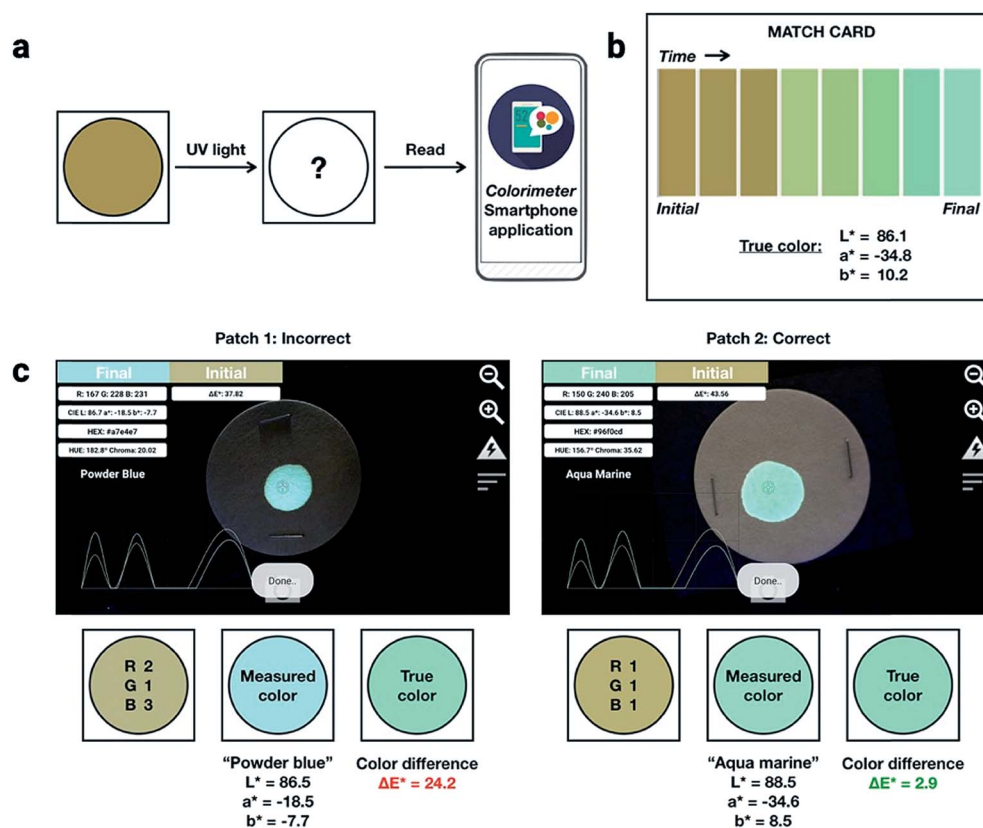 a
UV light
?
Read
Colorimeter
Smartphone
application
b
MATCH CARD
Time →
Initial
Final
True color:
L* = 86.1
a* = -34.8
b* = 10.2
c
Patch 1: Incorrect
Final
Initial
R: 167 G: 228 B: 231
ΔE*: 37.82
CIE L: 86.7 a*: -18.5 b*: -7.7
HEX: #a7e4e7
HUE: 182.8° Chroma: 20.02
Powder Blue
Done..
R 2
G 1
B 3
Measured
color
True
color
"Powder blue"
L* = 86.5
a* = -18.5
b* = -7.7
Color difference
ΔE* = 24.2
Patch 2: Correct
Final
Initial
R: 150 G: 240 B: 205
ΔE*: 43.56
CIE L: 88.5 a*: -34.6 b*: 8.5
HEX: #96f0cd
HUE: 156.7° Chroma: 35.62
Aqua Marine
Done..
R 1
G 1
B 1
Measured
color
True
color
"Aqua marine"
L* = 88.5
a* = -34.6
b* = 8.5
Color difference
ΔE* = 2.9